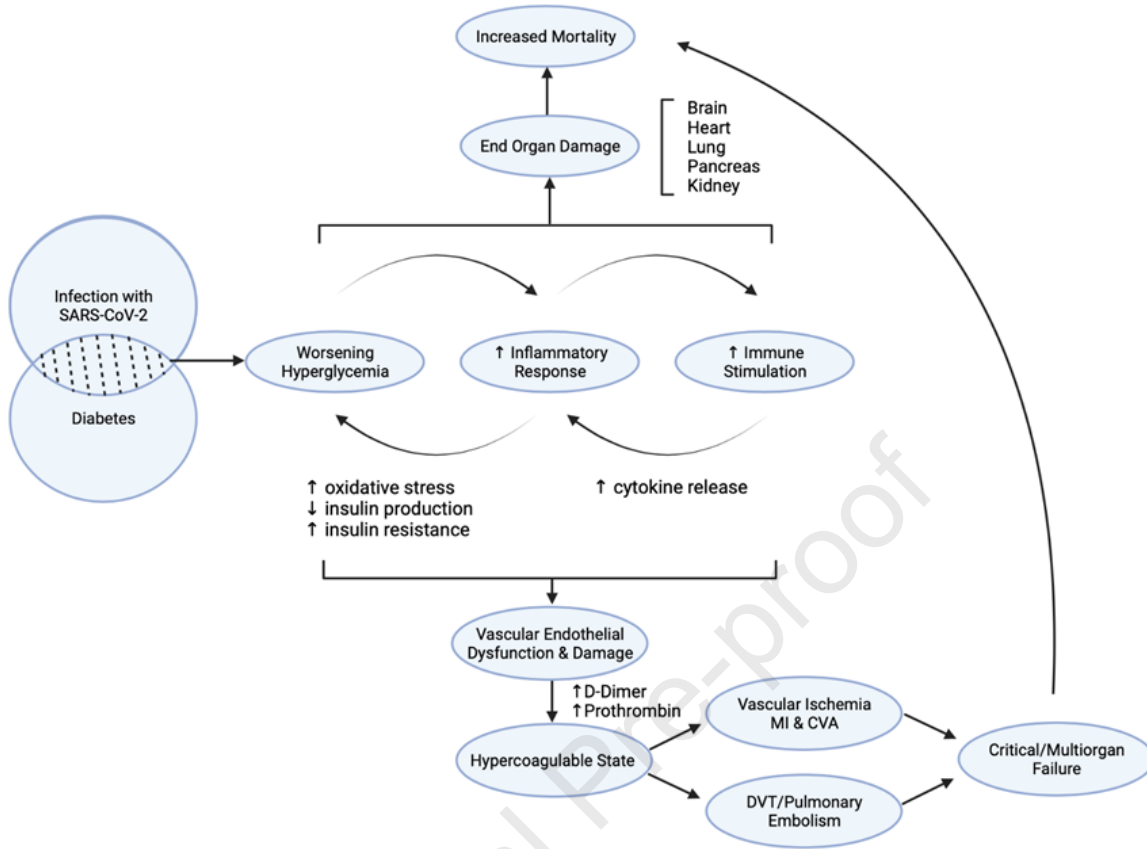 Increased Mortality
End Organ Damage
Brain
Heart
Lung
Pancreas
Kidney
Infection with
SARS-CoV-2
Diabetes
Worsening
Hyperglycemia
↑ Inflammatory
Response
↑ Immune
Stimulation
↑ oxidative stress
↓ insulin production
↑ insulin resistance
↑ cytokine release
Vascular Endothelial
Dysfunction & Damage
↑D-Dimer
↑Prothrombin
Hypercoagulable State
Vascular Ischemia
MI & CVA
DVT/Pulmonary
Embolism
Critical/Multiorgan
Failure
Pre-proof